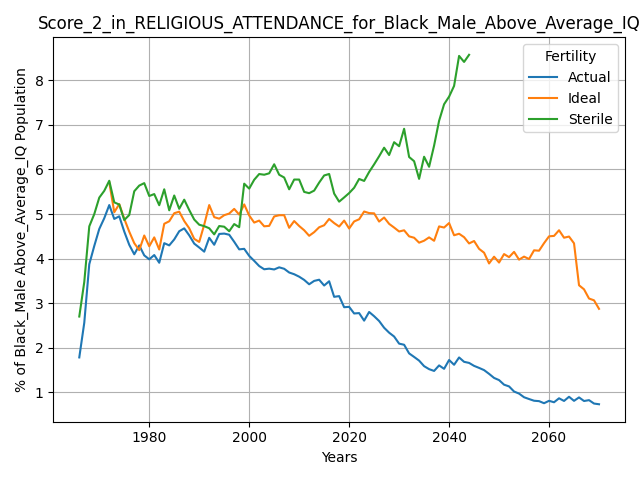 Score_2_in_RELIGIOUS_ATTENDANCE_for_Black_Male_Above_Average_IQ
Fertility
Actual
Ideal
Sterile
% of Black_Male Above_Average_IQ Population
8
7
6
5
4
3
2
1
1980 2000 2020 2040 2060
Years